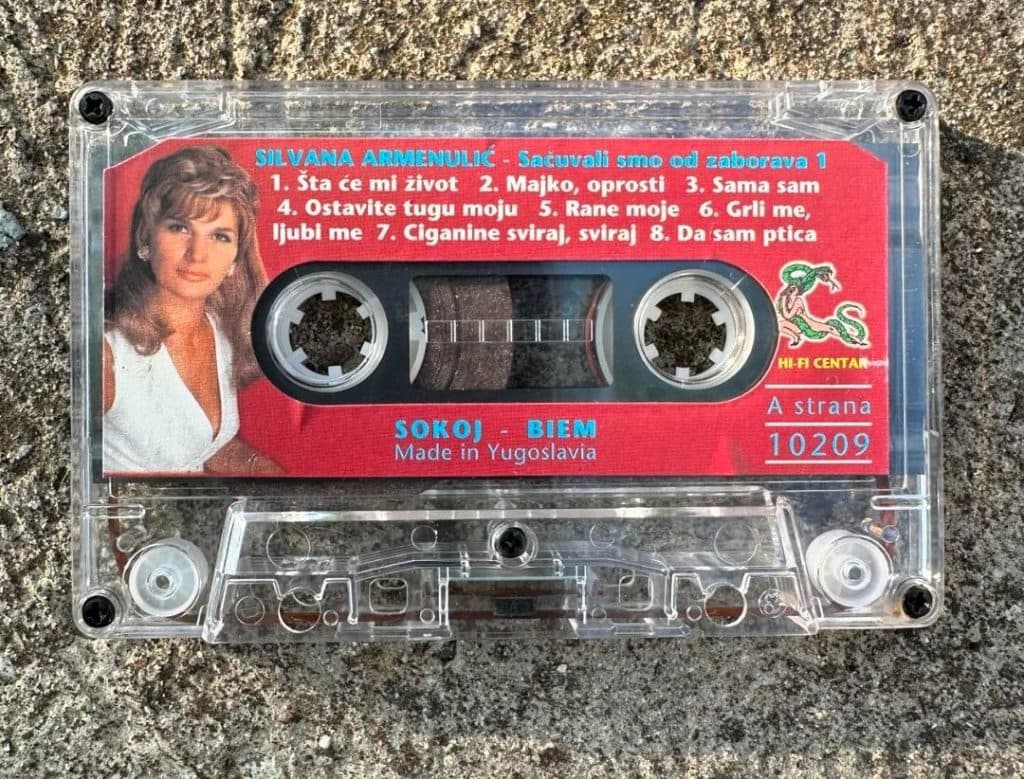 SILVANA ARMENULIĆ - Sačuvali smo od zaborava 1
1. Šta će mi život 2. Majko, oprosti 3. Sama sam
4. Ostavite tugu moju 5. Rane moje 6. Grli me,
ljubi me 7. Ciganine sviraj, sviraj 8. Da sam ptica
HI-FI CENTAR
A strana
10209
SOKOJ - BIEM
Made in Yugoslavia